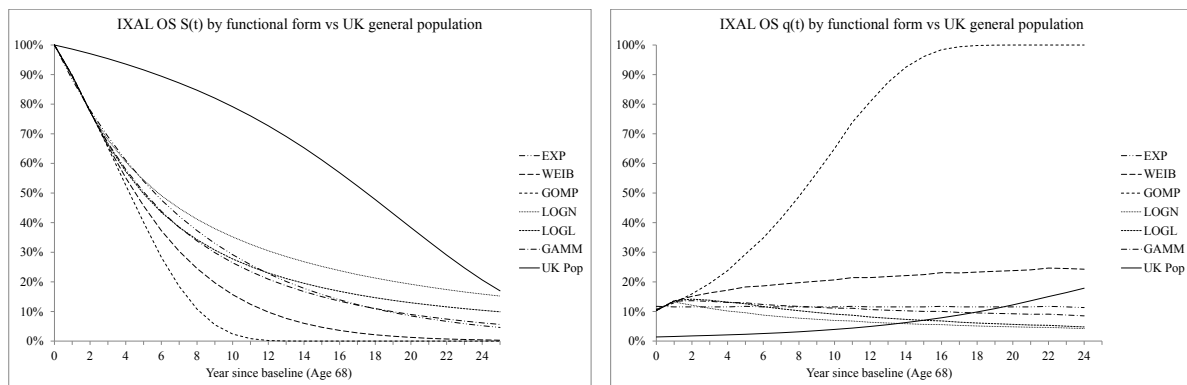 IXAL OS S(t) by functional form vs UK general population
100%
90%
80%
70%
60%
50%
40%
30%
20%
10%
0%
0 2 4 6 8 10 12 14 16 18 20 22 24
Year since baseline (Age 68)
EXP
WEIB
GOMP
LOGN
LOGL
GAMM
UK Pop
IXAL OS q(t) by functional form vs UK general population
100%
90%
80%
70%
60%
50%
40%
30%
20%
10%
0%
0 2 4 6 8 10 12 14 16 18 20 22 24
Year since baseline (Age 68)
EXP
WEIB
GOMP
LOGN
LOGL
GAMM
UK Pop